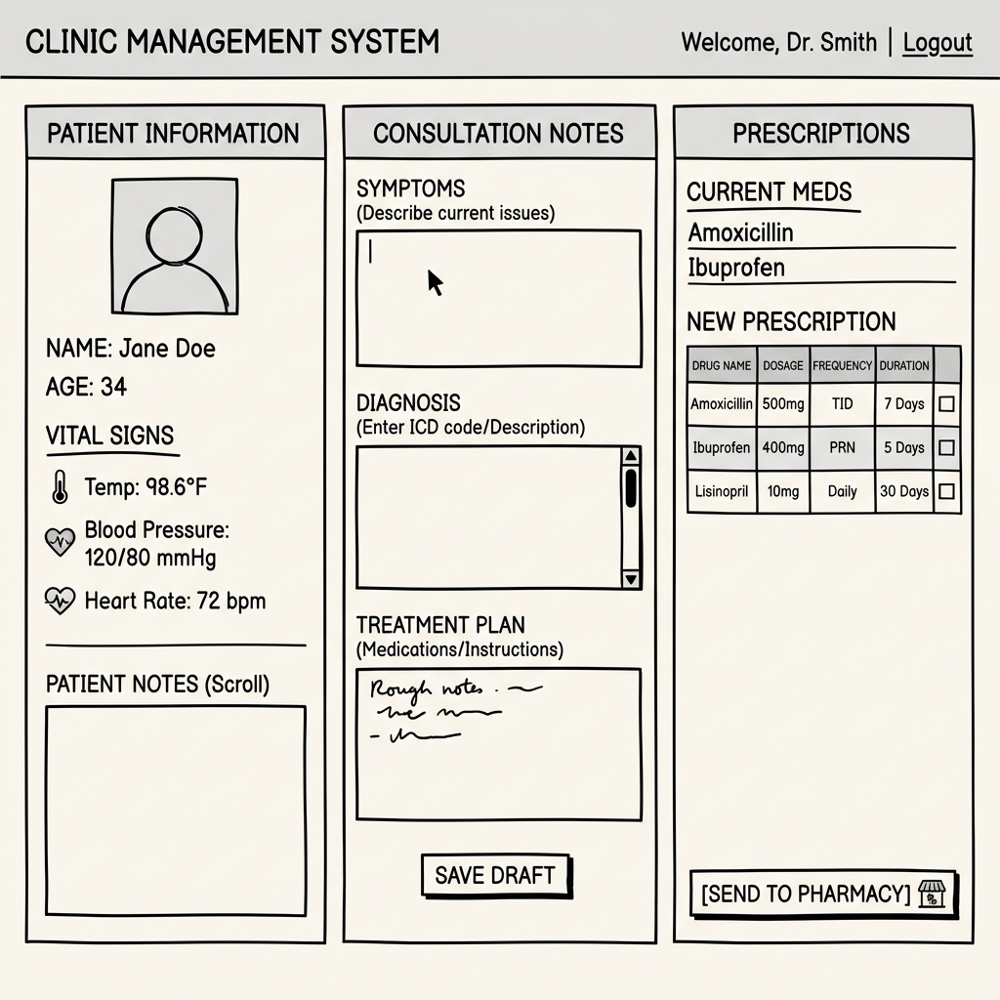 CLINIC MANAGEMENT SYSTEM
Welcome, Dr. Smith | Logout
PATIENT INFORMATION
NAME: Jane Doe
AGE: 34
VITAL SIGNS
Temp: 98.6°F
Blood Pressure:
120/80 mmHg
Heart Rate: 72 bpm
PATIENT NOTES (Scroll)
CONSULTATION NOTES
SYMPTOMS
(Describe current issues)
DIAGNOSIS
(Enter ICD code/Description)
TREATMENT PLAN
(Medications/Instructions)
Rough notes
SAVE DRAFT
PRESCRIPTIONS
CURRENT MEDS
Amoxicillin
Ibuprofen
NEW PRESCRIPTION
DRUG NAME DOSAGE FREQUENCY DURATION
Amoxicillin 500mg TID 7 Days
Ibuprofen 400mg PRN 5 Days
Lisinopril 10mg Daily 30 Days
[SEND TO PHARMACY]